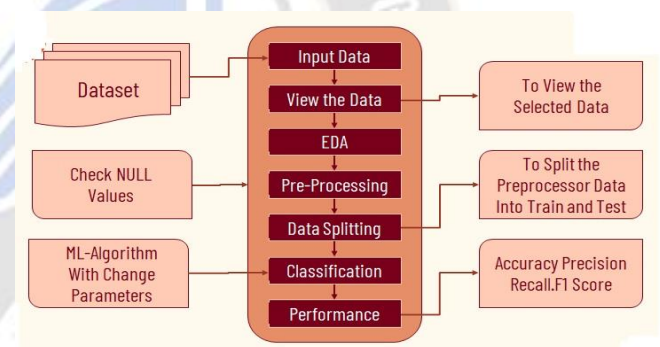 Dataset
Check NULL
Values
ML-Algorithm
With Change
Parameters
Input Data
View the Data
EDA
Pre-Processing
Data Splitting
Classification
Performance
To View the
Selected Data
To Split the
Preprocessor Data
Into Train and Test
Accuracy Precision
Recall.F1 Score